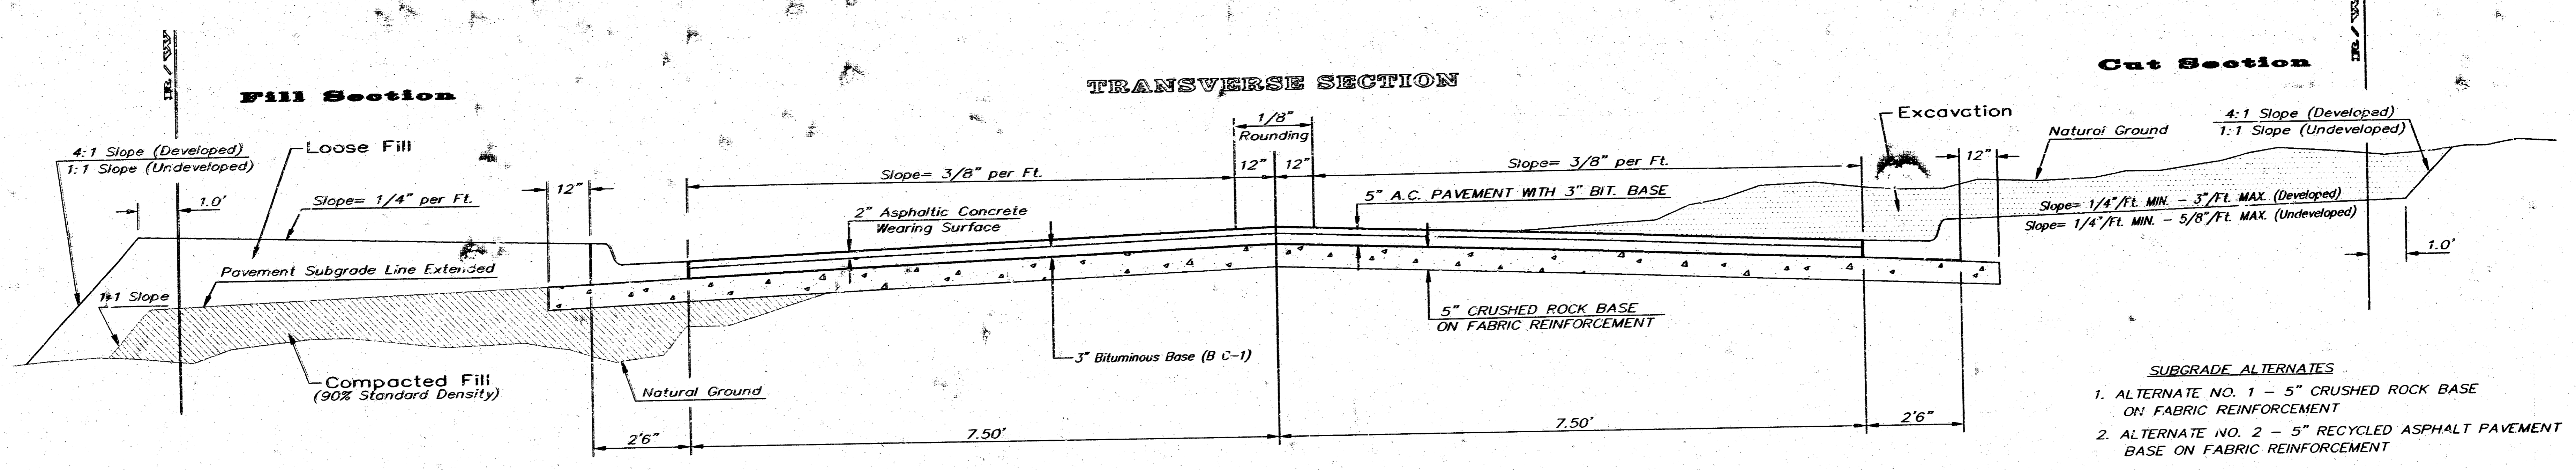 R/W
Fill Section
TRANSVERSE SECTION
Cut Section
R/W
4:1 Slope (Developed)
1:1 Slope (Undeveloped)
Loose Fill
1.0'
Slope= 1/4" per Ft.
12"
Slope= 3/8" per Ft.
1/8"
Rounding
12"
12"
Slope= 3/8" per Ft.
Excavation
Natural Ground
4:1 Slope (Developed)
1:1 Slope (Undeveloped)
12"
2" Asphaltic Concrete
Wearing Surface
5" A.C. PAVEMENT WITH 3" BIT. BASE
Slope= 1/4"/Ft. MIN. - 3"/Ft. MAX. (Developed)
Slope= 1/4"/Ft. MIN. - 5/8"/Ft. MAX. (Undeveloped)
1.0'
Pavement Subgrade Line Extended
1:1 Slope
5" CRUSHED ROCK BASE
ON FABRIC REINFORCEMENT
3" Bituminous Base (B C-1)
Compacted Fill
(90% Standard Density)
Natural Ground
2'6"
7.50'
7.50'
2'6"
SUBGRADE ALTERNATES
1. ALTERNATE NO. 1 - 5" CRUSHED ROCK BASE
ON FABRIC REINFORCEMENT
2. ALTERNATE NO. 2 - 5" RECYCLED ASPHALT PAVEMENT
BASE ON FABRIC REINFORCEMENT